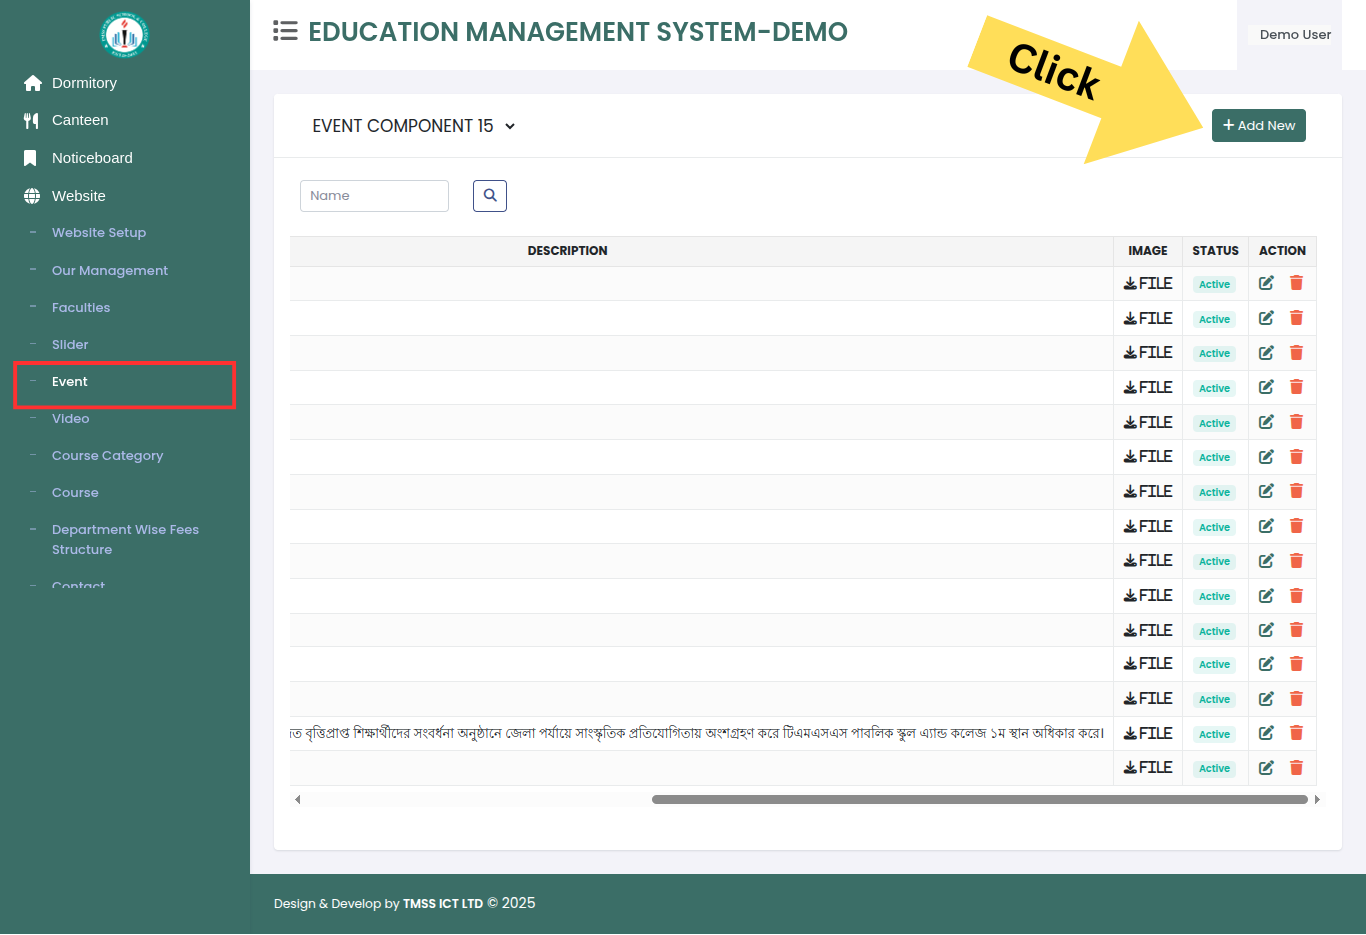 EDUCATION MANAGEMENT SYSTEM-DEMO
Demo User
Click
Dormitory
Canteen
Noticeboard
Website
- Website Setup
- Our Management
- Faculties
- Slider
- Event
- Video
- Course Category
- Course
- Department Wise Fees
Structure
- Contact
EVENT COMPONENT 15
+ Add New
Name
DESCRIPTION IMAGE STATUS ACTION
FILE Active
FILE Active
FILE Active
FILE Active
FILE Active
FILE Active
FILE Active
FILE Active
FILE Active
FILE Active
FILE Active
FILE Active
FILE Active
বৃত্তিপ্রাপ্ত শিক্ষার্থীদের সংবর্ধনা অনুষ্ঠানে জেলা পর্যায়ে সাংস্কৃতিক প্রতিযোগিতায় অংশগ্রহণ করে টিএমএসএস পাবলিক স্কুল এ্যান্ড কলেজ ১ম স্থান অধিকার করে। FILE Active
FILE Active
Design & Develop by TMSS ICT LTD © 2025